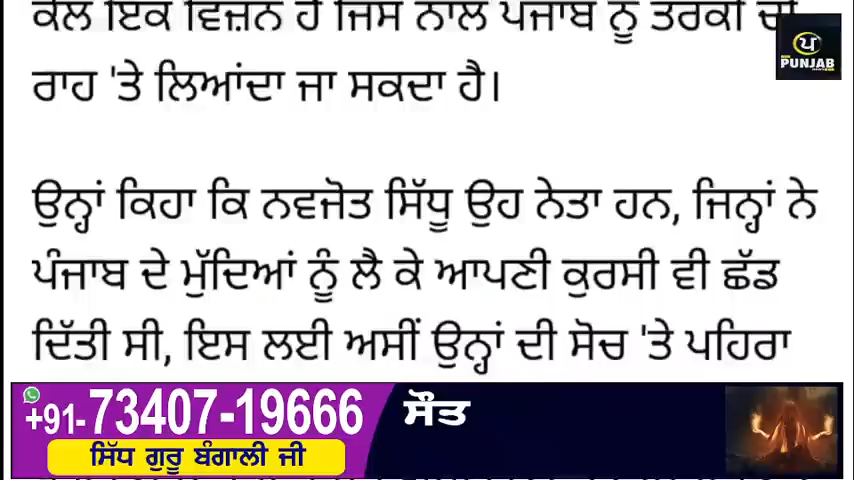 ਕੋਲ ਇਕ ਵਿਜ਼ਨ ਹੈ ਜਿਸ ਨਾਲ ਪੰਜਾਬ ਨੂੰ ਤਰੱਕੀ ਦੀ
ਰਾਹ 'ਤੇ ਲਿਆਂਦਾ ਜਾ ਸਕਦਾ ਹੈ।
ਪ
PUNJAB
ਉਨ੍ਹਾਂ ਕਿਹਾ ਕਿ ਨਵਜੋਤ ਸਿੱਧੂ ਉਹ ਨੇਤਾ ਹਨ, ਜਿਨ੍ਹਾਂ ਨੇ
ਪੰਜਾਬ ਦੇ ਮੁੱਦਿਆਂ ਨੂੰ ਲੈ ਕੇ ਆਪਣੀ ਕੁਰਸੀ ਵੀ ਛੱਡ
ਦਿੱਤੀ ਸੀ, ਇਸ ਲਈ ਅਸੀਂ ਉਨ੍ਹਾਂ ਦੀ ਸੋਚ 'ਤੇ ਪਹਿਰਾ
+91-73407-19666
ਸਿੱਧ ਗੁਰੂ ਬੰਗਾਲੀ ਜੀ
ਸੌਤ